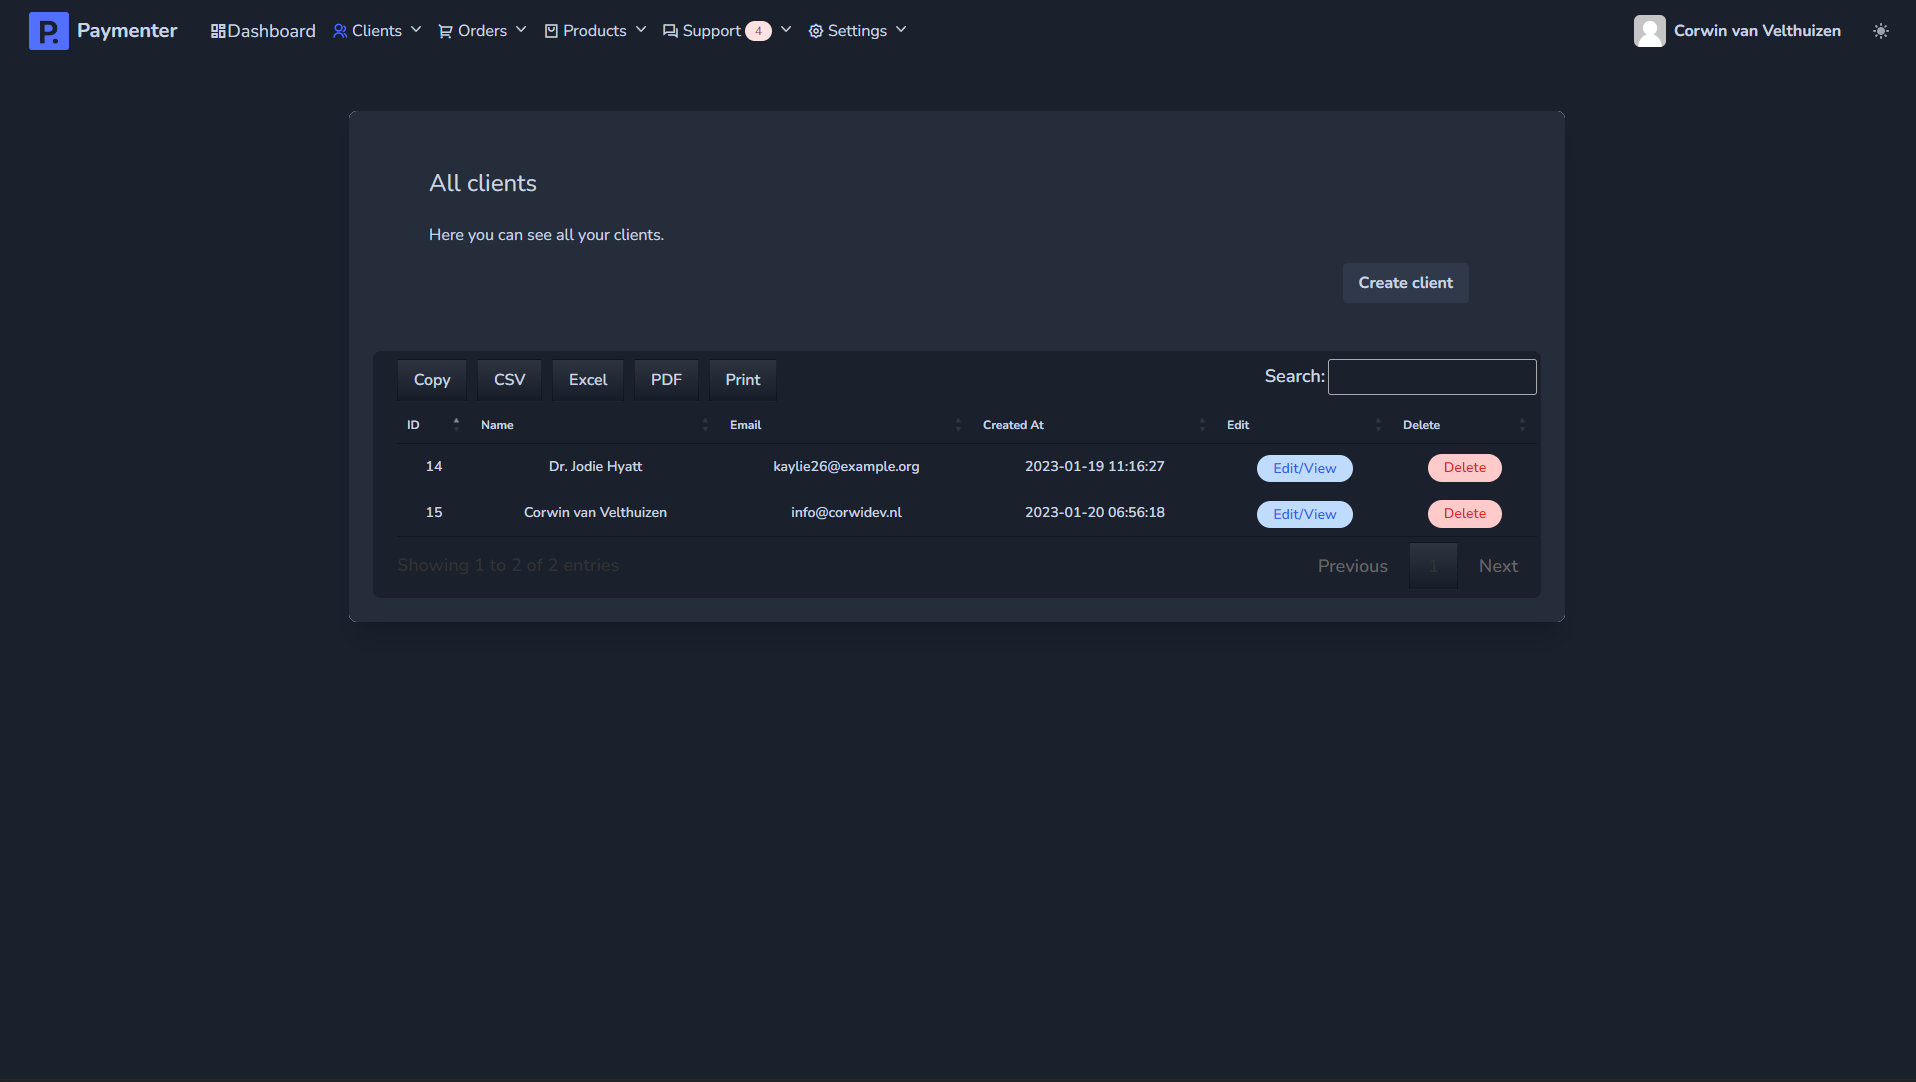 P. Paymenter Dashboard Clients Orders Products Support 4 Settings Corwin van Velthuizen
All clients
Here you can see all your clients.
Create client
Copy CSV Excel PDF Print Search:
ID Name Email Created At Edit Delete
14 Dr. Jodie Hyatt kaylie26@example.org 2023-01-19 11:16:27 Edit/View Delete
15 Corwin van Velthuizen info@corwidev.nl 2023-01-20 06:56:18 Edit/View Delete
Showing 1 to 2 of 2 entries Previous 1 Next